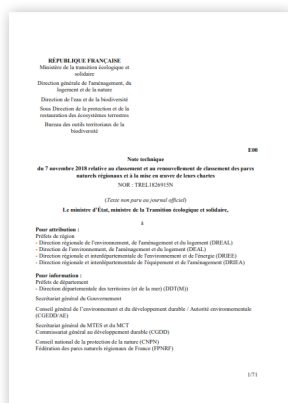 RÉPUBLIQUE FRANÇAISE
Ministère de la transition écologique et
solidaire
Direction générale de l'aménagement, du
logement et de la nature
Direction de l'eau et de la biodiversité
Sous Direction de la protection et de la
restauration des écosystèmes terrestres
Bureau des outils territoriaux de la
biodiversité
E00
Note technique
du 7 novembre 2018 relative au classement et au renouvellement de classement des parcs
naturels régionaux et à la mise en œuvre de leurs chartes
NOR : TREL1826915N
(Texte non paru au journal officiel)
Le ministre d'État, ministre de la Transition écologique et solidaire,
à
Pour attribution :
Préfets de région
- Direction régionale de l'environnement, de l'aménagement et du logement (DREAL)
- Direction de l'environnement, de l'aménagement et du logement (DEAL)
- Direction régionale et interdépartementale de l'environnement et de l'énergie (DRIEE)
- Direction régionale et interdépartementale de l'équipement et de l'aménagement (DRIEA)
Pour information :
Préfets de département
- Direction départementale des territoires (et de la mer) (DDT(M))
Secrétariat général du Gouvernement
Conseil général de l'environnement et du développement durable / Autorité environnementale
(CGEDD/AE)
Secrétariat général du MTES et du MCT
Commissariat général au développement durable (CGDD)
Conseil national de la protection de la nature (CNPN)
Fédération des parcs naturels régionaux de France (FPNRF)
1/71